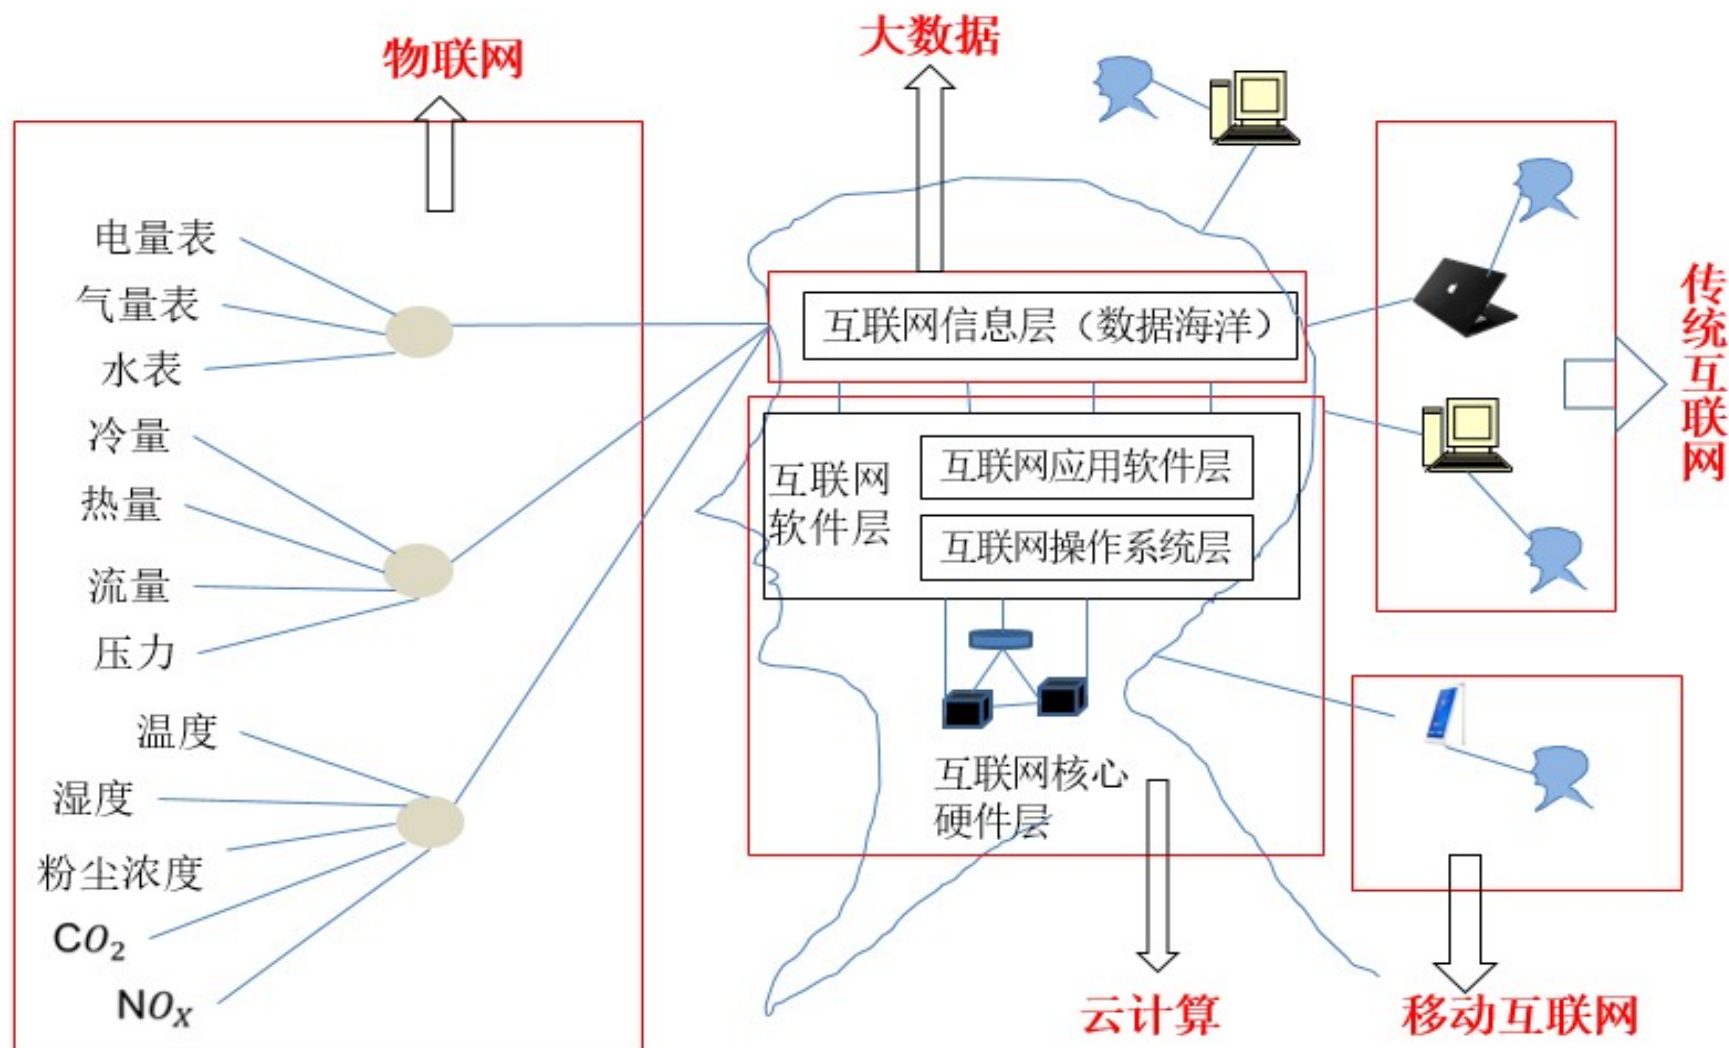 物联网
大数据
电量表
气量表
水表
冷量
热量
流量
压力
温度
湿度
粉尘浓度
CO₂
NOₓ
互联网信息层（数据海洋）
互联网
软件层
互联网应用软件层
互联网操作系统层
互联网核心
硬件层
传统互联网
云计算
移动互联网